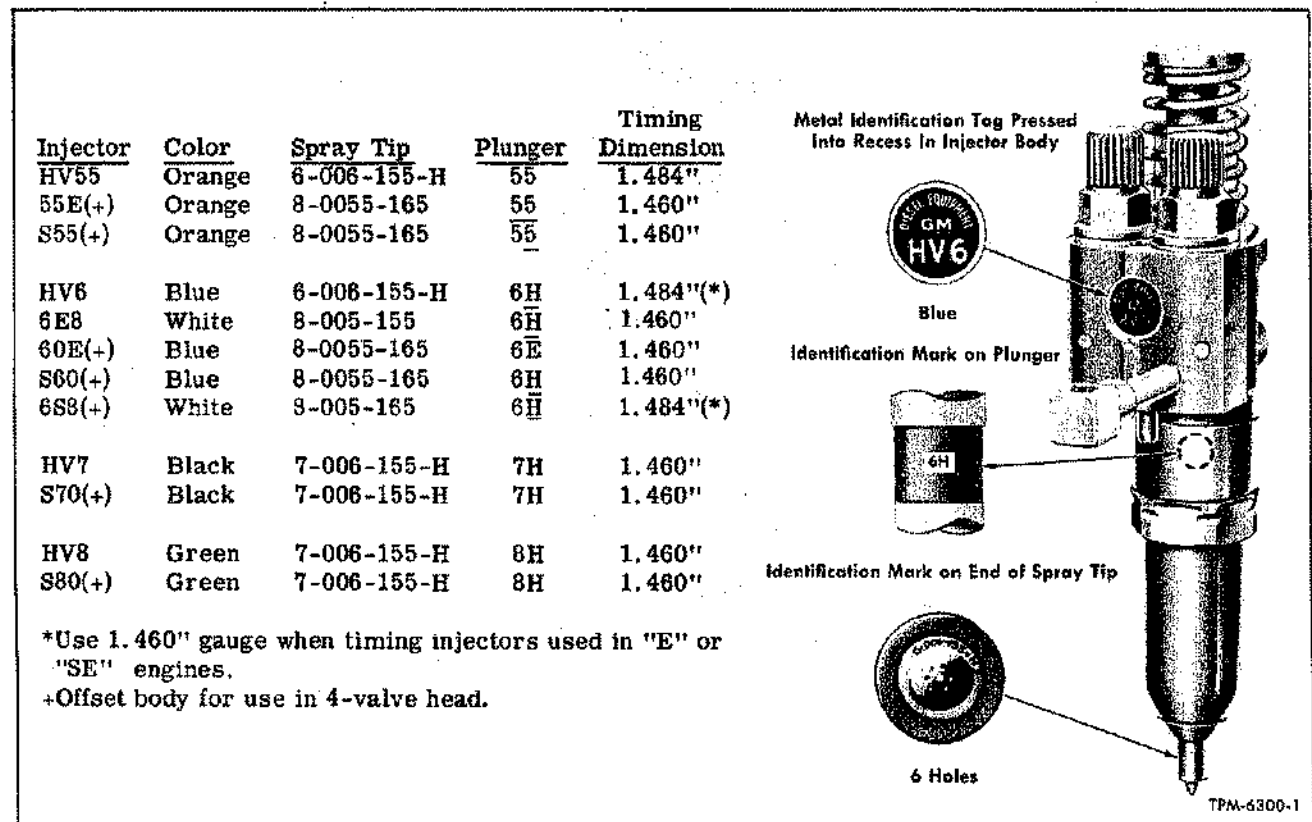 Injector Color Spray Tip Plunger Timing Dimension
HV55 Orange 6-006-155-H 55 1.484"
55E(+) Orange 8-0055-165 55 1.460"
S55(+) Orange 8-0055-165 55 1.460"
HV6 Blue 6-006-155-H 6H 1.484"(*)
6E8 White 8-005-155 6H 1.460"
60E(+) Blue 8-0055-165 6E 1.460"
S60(+) Blue 8-0055-165 6H 1.460"
6S8(+) White 8-005-165 6H 1.484"(*)
HV7 Black 7-006-155-H 7H 1.460"
S70(+) Black 7-006-155-H 7H 1.460"
HV8 Green 7-006-155-H 8H 1.460"
S80(+) Green 7-006-155-H 8H 1.460"
*Use 1.460" gauge when timing injectors used in "E" or
"SE" engines.
+Offset body for use in 4-valve head.
Metal Identification Tag Pressed
Into Recess In Injector Body
DIESEL EQUIPMENT
GM
HV6
Blue
Identification Mark on Plunger
6H
Identification Mark on End of Spray Tip
6 Holes
TPM-6300-1